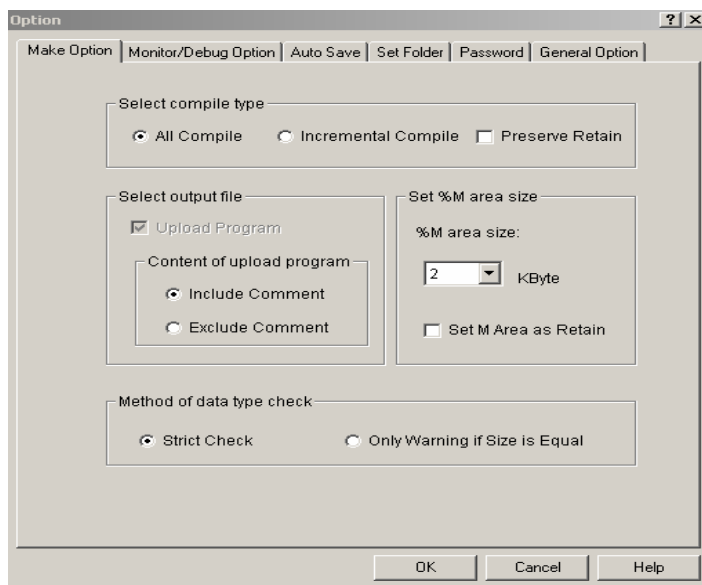 Option
Make Option Monitor/Debug Option Auto Save Set Folder Password General Option
Select compile type
All Compile Incremental Compile Preserve Retain
Select output file
Upload Program
Content of upload program
Include Comment
Exclude Comment
Set %M area size
%M area size:
2 KByte
Set M Area as Retain
Method of data type check
Strict Check Only Warning if Size is Equal
OK Cancel Help